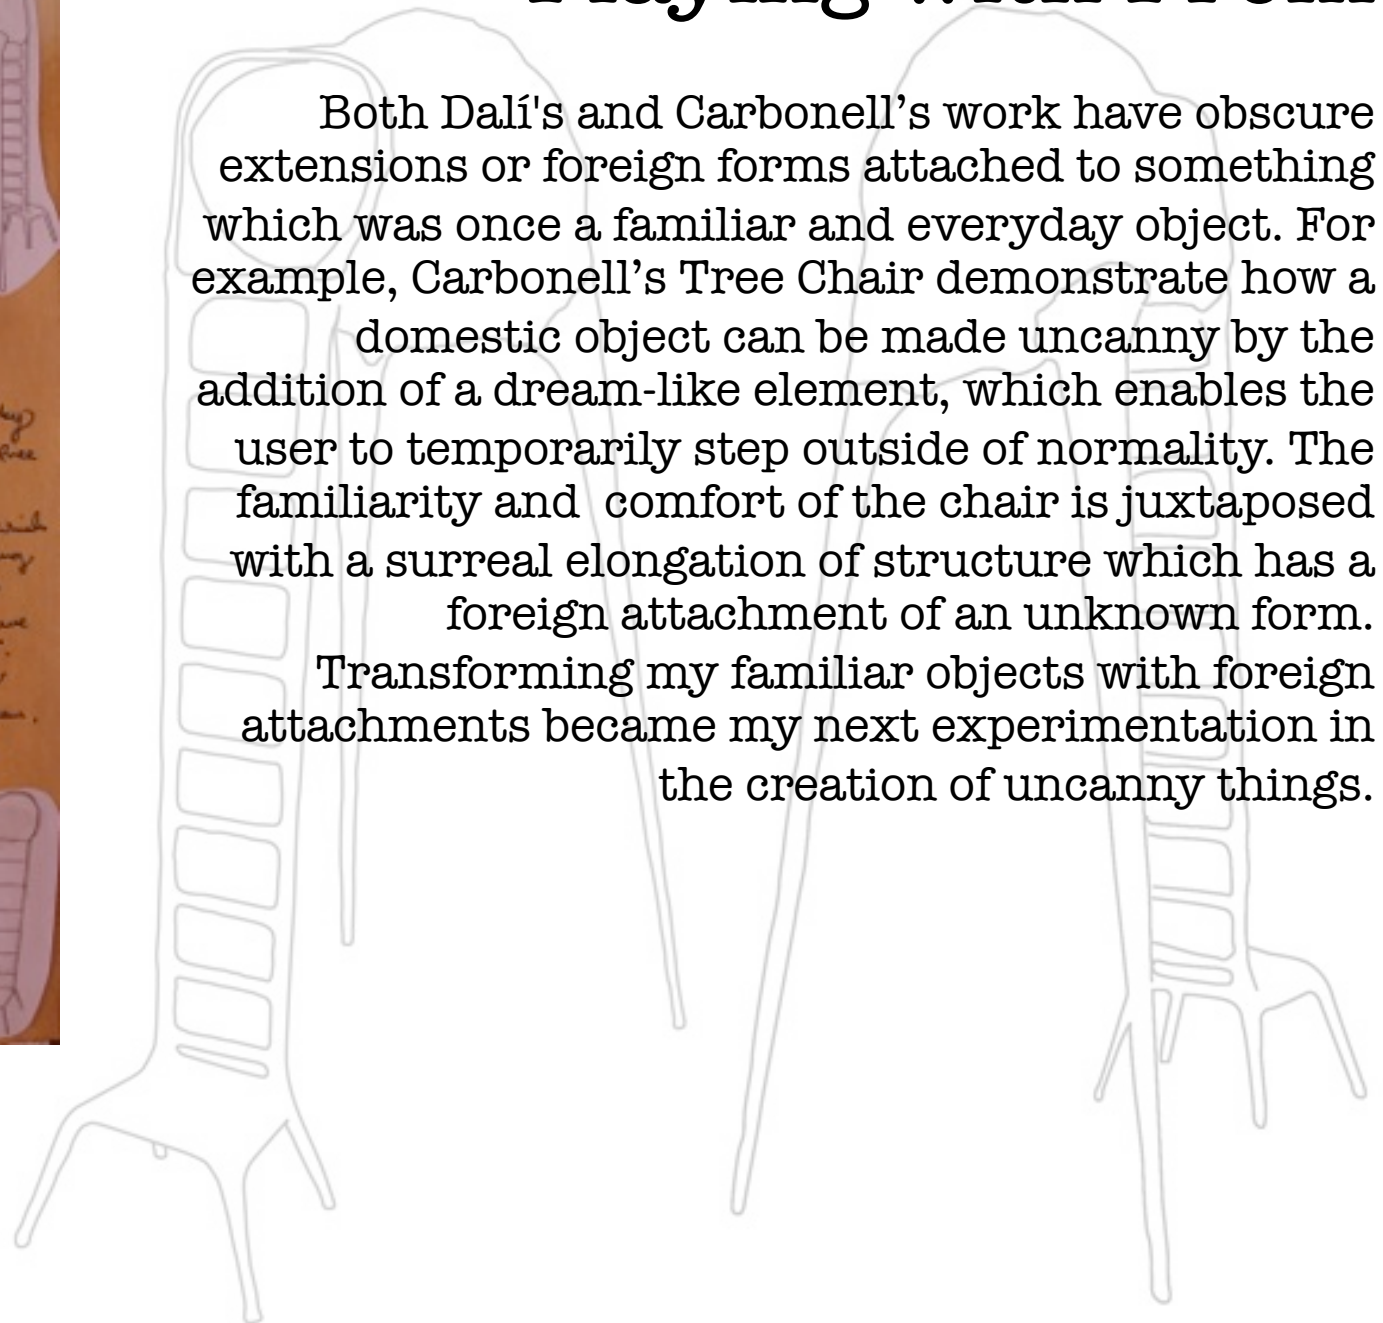 Both Dalí's and Carbonell’s work have obscure
extensions or foreign forms attached to something
which was once a familiar and everyday object. For
example, Carbonell’s Tree Chair demonstrate how a
domestic object can be made uncanny by the
addition of a dream-like element, which enables the
user to temporarily step outside of normality. The
familiarity and  comfort of the chair is juxtaposed
with a surreal elongation of structure which has a
foreign attachment of an unknown form.
Transforming my familiar objects with foreign
attachments became my next experimentation in
the creation of uncanny things.